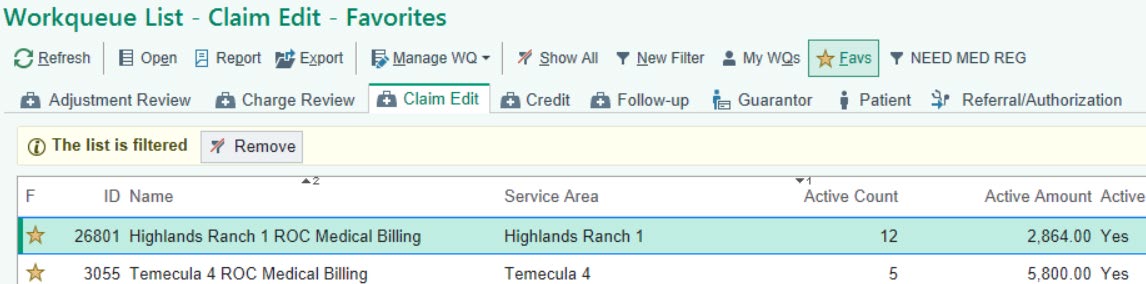 Workqueue List - Claim Edit - Favorites
Refresh Open Report Export Manage WQ Show All New Filter My WQs Favs NEED MED REG
Adjustment Review Charge Review Claim Edit Credit Follow-up Guarantor Patient Referral/Authorization
The list is filtered Remove
2 1
F ID Name Service Area Active Count Active Amount Active
26801 Highlands Ranch 1 ROC Medical Billing Highlands Ranch 1 12 2,864.00 Yes
3055 Temecula 4 ROC Medical Billing Temecula 4 5 5,800.00 Yes